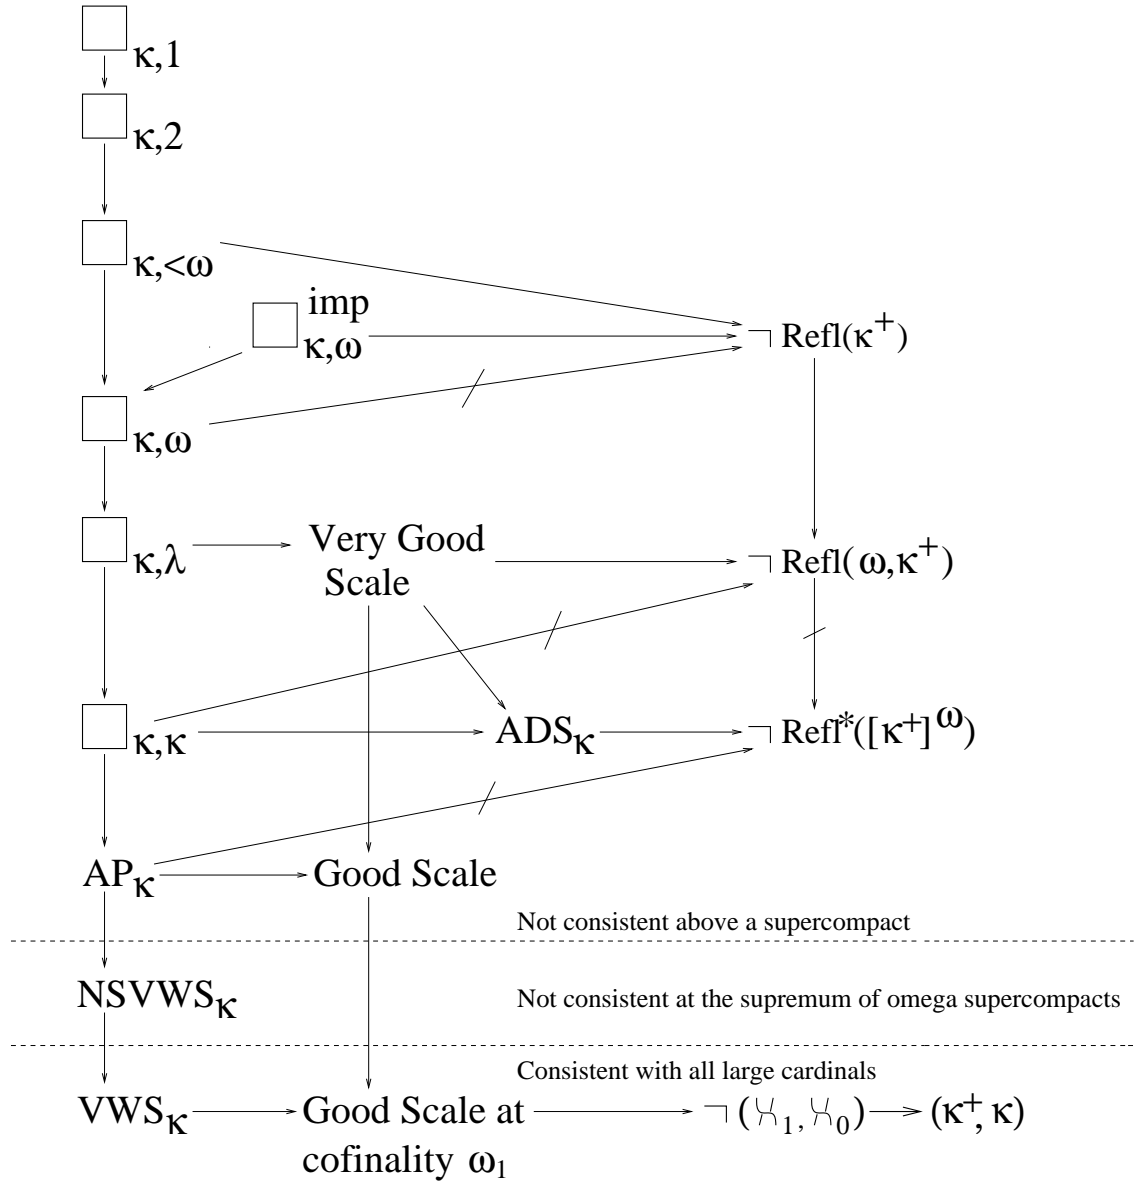 □κ,1
□κ,2
□κ,<ω
□κ,ω imp
¬ Refl(κ+)
□κ,ω
□κ,λ
Very Good
Scale
¬ Refl(ω,κ+)
□κ,κ
ADSκ
¬ Refl*([κ+]ω)
APκ
Good Scale
Not consistent above a supercompact
NSVWSκ
Not consistent at the supremum of omega supercompacts
Consistent with all large cardinals
VWSκ
Good Scale at
cofinality ω1
¬(ℵ1,ℵ0) ↠ (κ+,κ)